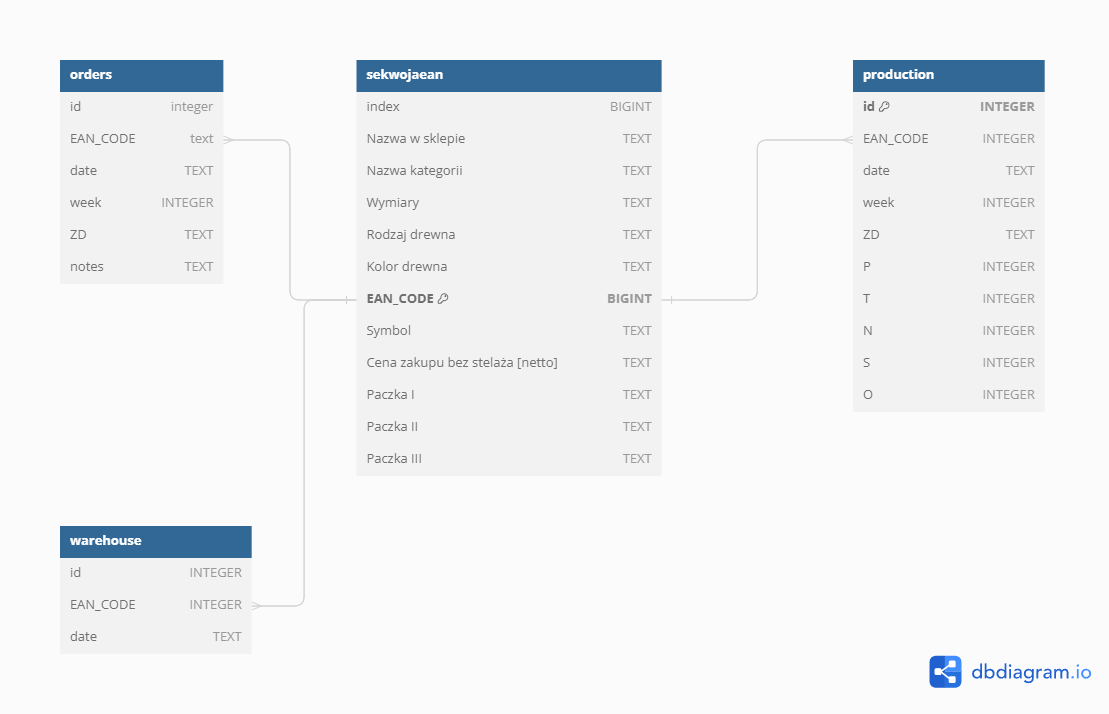 orders
id integer
EAN_CODE text
date TEXT
week INTEGER
ZD TEXT
notes TEXT
sekwojaean
index BIGINT
Nazwa w sklepie TEXT
Nazwa kategorii TEXT
Wymiary TEXT
Rodzaj drewna TEXT
Kolor drewna TEXT
EAN_CODE BIGINT
Symbol TEXT
Cena zakupu bez stelaża [netto] TEXT
Paczka I TEXT
Paczka II TEXT
Paczka III TEXT
production
id INTEGER
EAN_CODE INTEGER
date TEXT
week INTEGER
ZD TEXT
P INTEGER
T INTEGER
N INTEGER
S INTEGER
O INTEGER
warehouse
id INTEGER
EAN_CODE INTEGER
date TEXT
dbdiagram.io